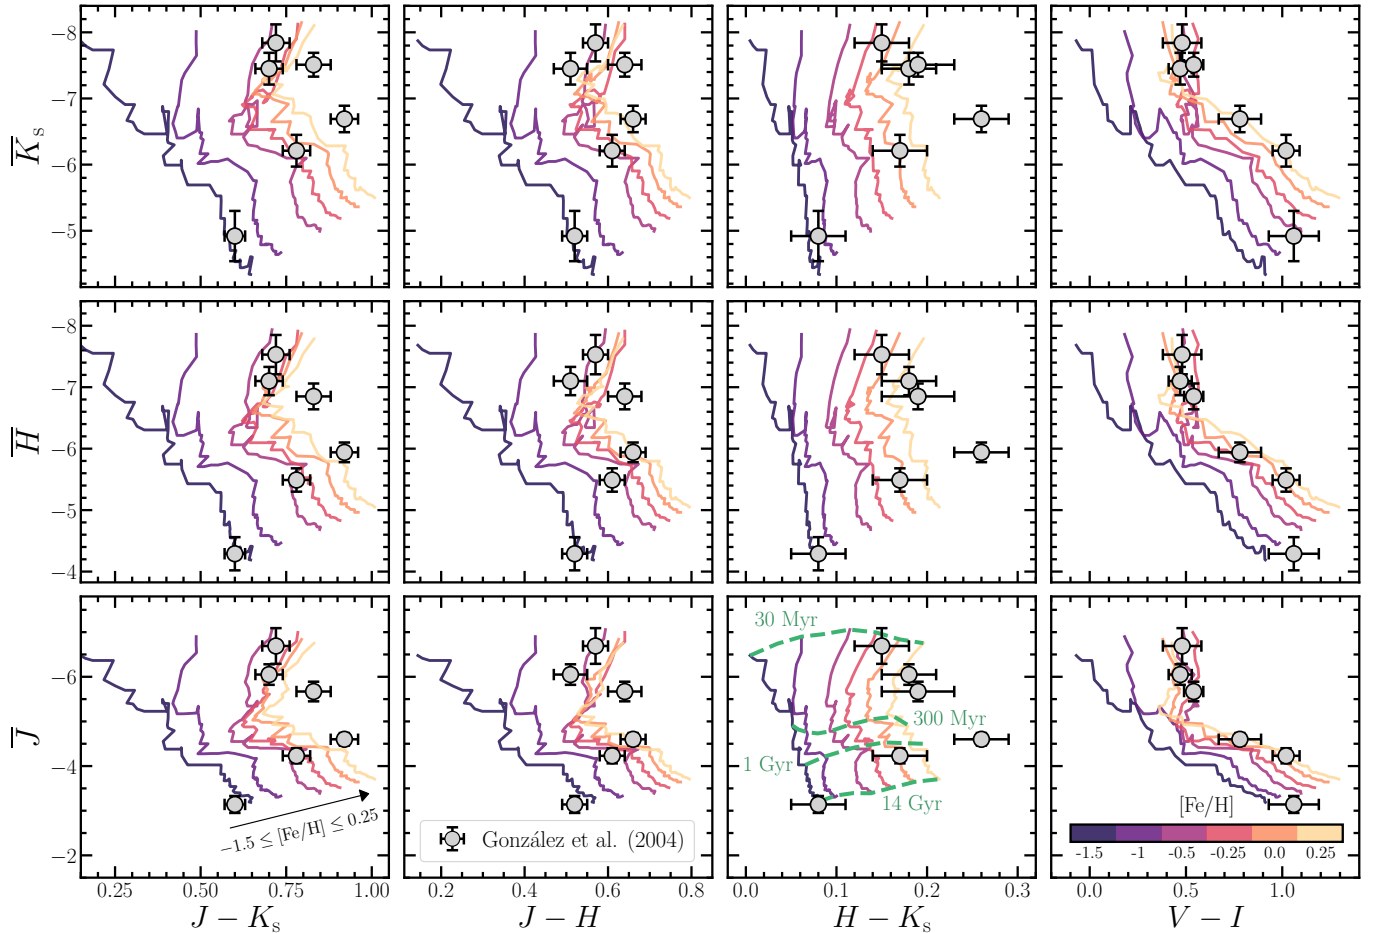 K̅ₛ
−8
−7
−6
−5
H̅
−8
−7
−6
−5
−4
J̅
−6
−4
−2
−1.5 ≤ [Fe/H] ≤ 0.25
González et al. (2004)
30 Myr
300 Myr
1 Gyr
14 Gyr
[Fe/H]
-1.5 -1 -0.5 -0.25 0.0 0.25
0.25 0.50 0.75 1.00
0.2 0.4 0.6 0.8
0.0 0.1 0.2 0.3
0.0 0.5 1.0
J − Kₛ
J − H
H − Kₛ
V − I